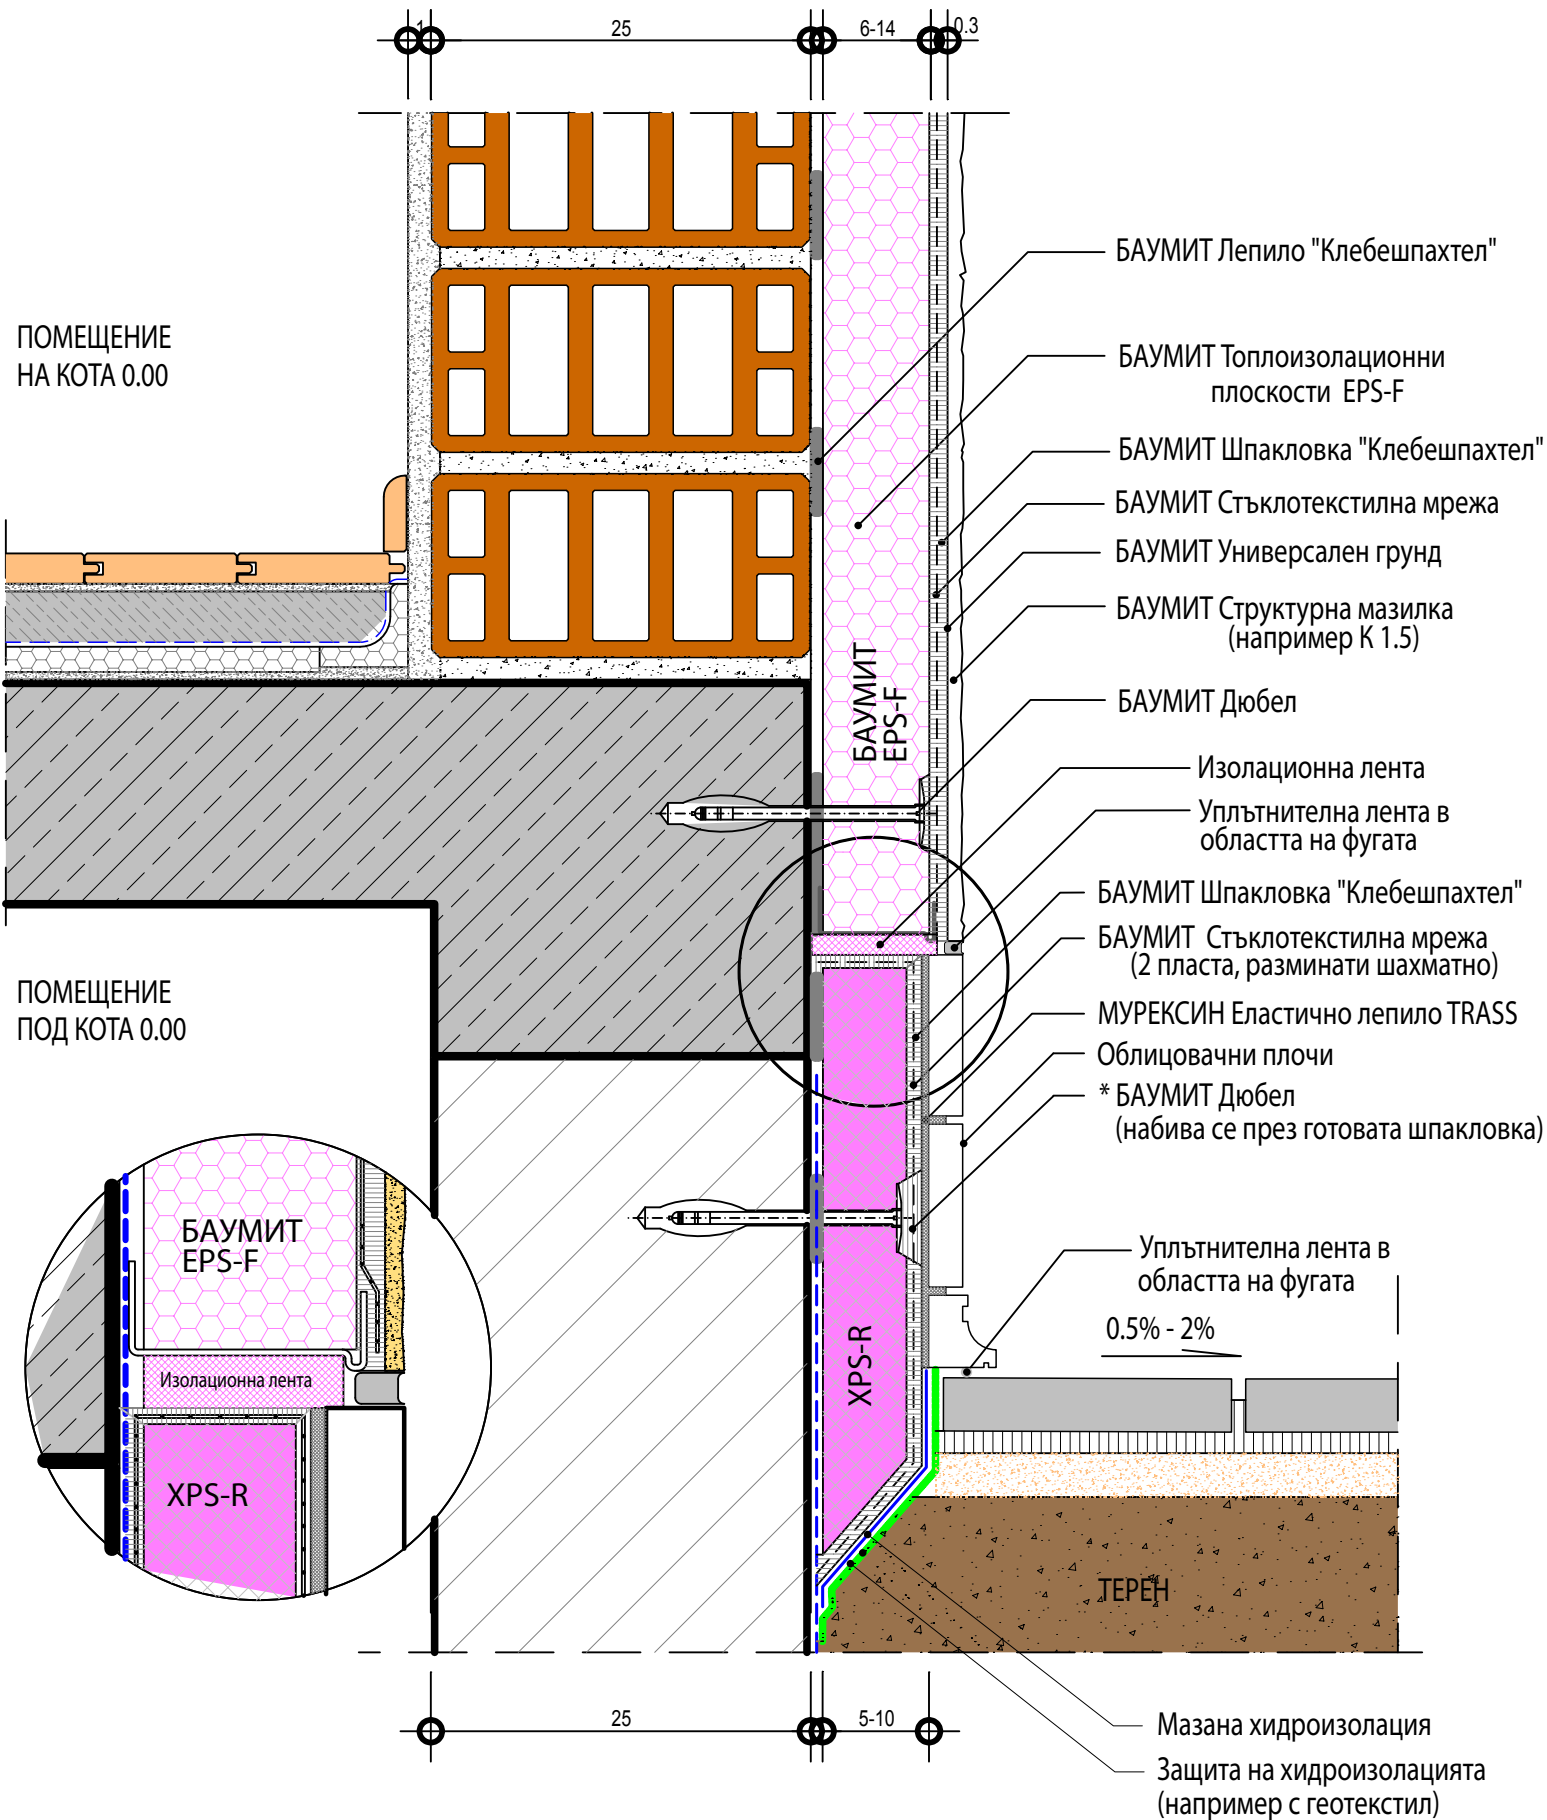 1
25
6-14
0.3
БАУМИТ Лепило "Клебешпахтел"
ПОМЕЩЕНИЕ
НА КОТА 0.00
БАУМИТ Топлоизолационни
плоскости EPS-F
БАУМИТ Шпакловка "Клебешпахтел"
БАУМИТ Стъклотекстилна мрежа
БАУМИТ Универсален грунд
БАУМИТ Структурна мазилка
(например К 1.5)
БАУМИТ
EPS-F
БАУМИТ Дюбел
Изолационна лента
Уплътнителна лента в
областта на фугата
БАУМИТ Шпакловка "Клебешпахтел"
БАУМИТ Стъклотекстилна мрежа
(2 пласта, разминати шахматно)
ПОМЕЩЕНИЕ
ПОД КОТА 0.00
МУРЕКСИН Еластично лепило TRASS
Облицовачни плочи
* БАУМИТ Дюбел
(набива се през готовата шпакловка)
БАУМИТ
EPS-F
Уплътнителна лента в
областта на фугата
0.5% - 2%
XPS-R
Изолационна лента
XPS-R
ТЕРЕН
25
5-10
Мазана хидроизолация
Защита на хидроизолацията
(например с геотекстил)